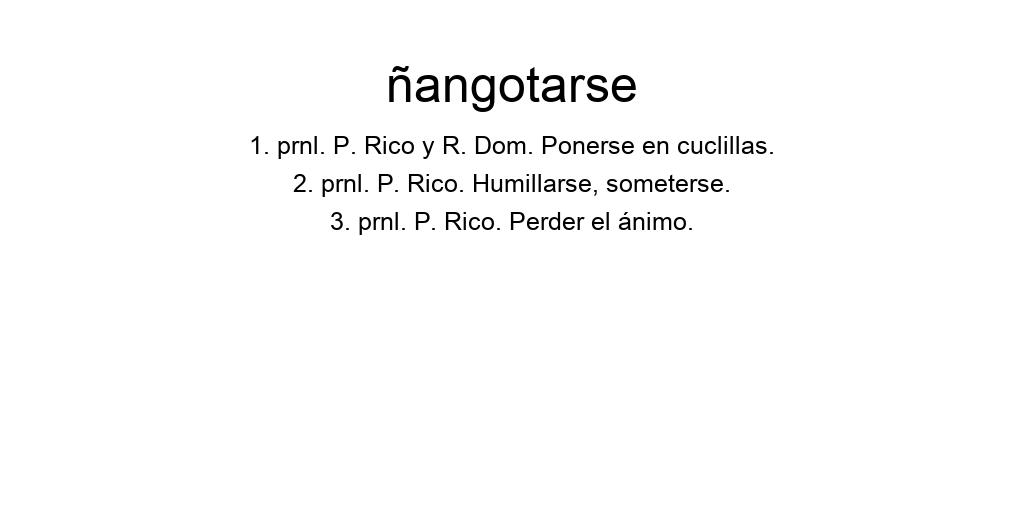 ñangotarse
1. prnl. P. Rico y R. Dom. Ponerse en cuclillas.
2. prnl. P. Rico. Humillarse, someterse.
3. prnl. P. Rico. Perder el ánimo.